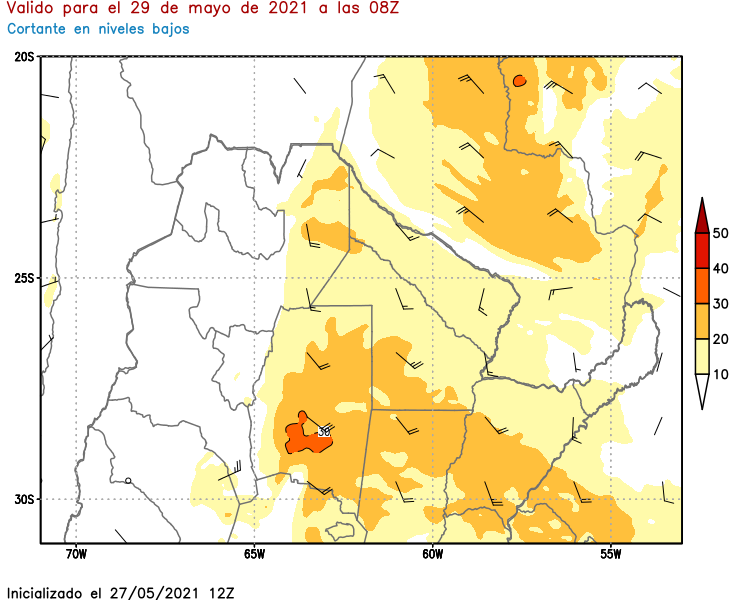 Valido para el 29 de mayo de 2021 a las 08Z
Cortante en niveles bajos
20S
25S
30S
70W
65W
60W
55W
30
50
40
30
20
10
Inicializado el 27/05/2021 12Z